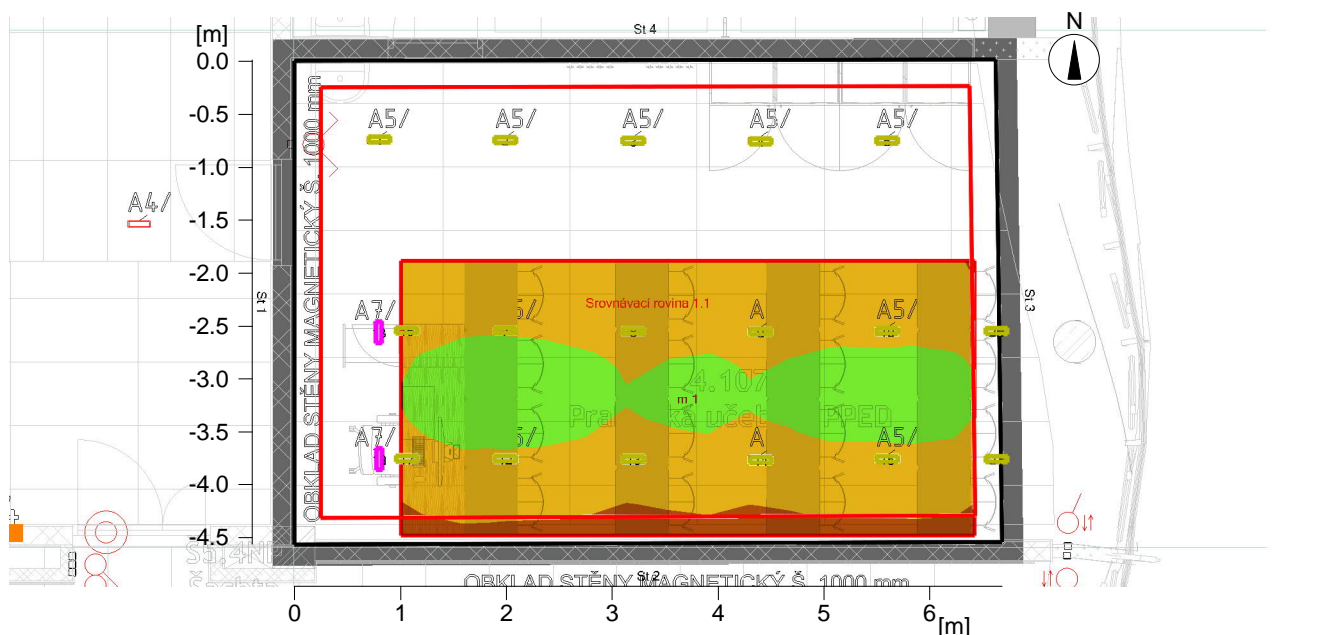 St 4
N
[m]
0.0
-0.5
-1.0
-1.5
-2.0
-2.5
-3.0
-3.5
-4.0
-4.5
A5/ A5/ A5/ A5/ A5/
A4/
OBKLAD STĚNY MAGNETICKÝ Š. 1000 mm
St 1
St 3
Srovnávací rovina 1.1
A7/ A A5/
4.107
m 1
A7/ A A5/
St 2
OBKLAD STĚNY MAGNETICKÝ Š. 1000 mm
0 1 2 3 4 5 6
[m]